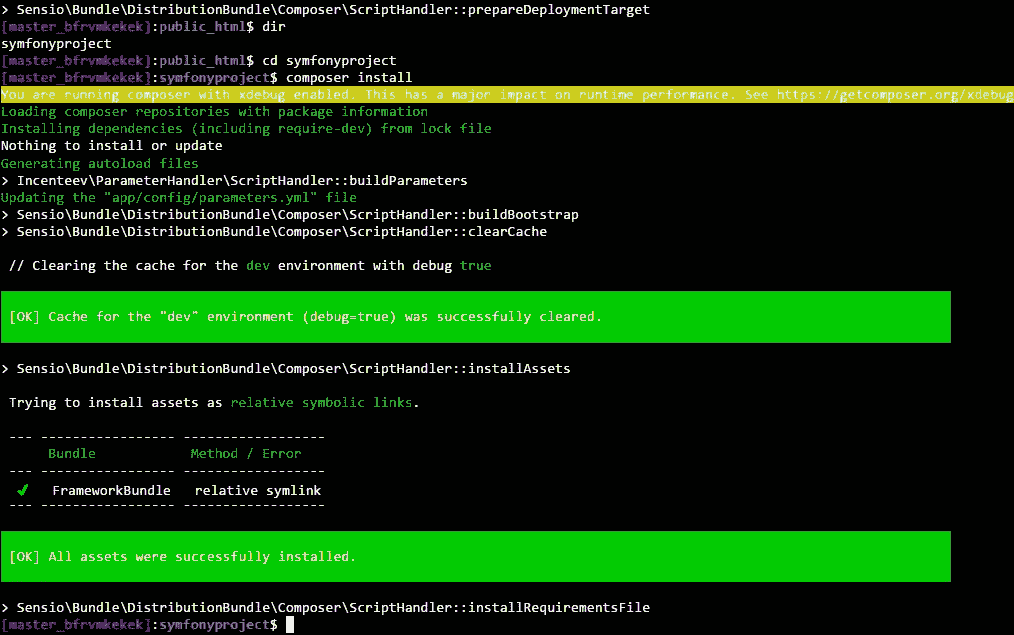 > Sensio\Bundle\DistributionBundle\Composer\ScriptHandler::prepareDeploymentTarget
[master_bfrvmkekek]:public_html$ dir
symfonyproject
[master_bfrvmkekek]:public_html$ cd symfonyproject
[master_bfrvmkekek]:symfonyproject$ composer install
You are running composer with xdebug enabled. This has a major impact on runtime performance. See https://getcomposer.org/xdebug
Loading composer repositories with package information
Installing dependencies (including require-dev) from lock file
Nothing to install or update
Generating autoload files
> Incenteev\ParameterHandler\ScriptHandler::buildParameters
Updating the "app/config/parameters.yml" file
> Sensio\Bundle\DistributionBundle\Composer\ScriptHandler::buildBootstrap
> Sensio\Bundle\DistributionBundle\Composer\ScriptHandler::clearCache
// Clearing the cache for the dev environment with debug true
[OK] Cache for the "dev" environment (debug=true) was successfully cleared.
> Sensio\Bundle\DistributionBundle\Composer\ScriptHandler::installAssets
Trying to install assets as relative symbolic links.
--- ----------------- ------------------
Bundle Method / Error
--- ----------------- ------------------
✔ FrameworkBundle relative symlink
--- ----------------- ------------------
[OK] All assets were successfully installed.
> Sensio\Bundle\DistributionBundle\Composer\ScriptHandler::installRequirementsFile
[master_bfrvmkekek]:symfonyproject$